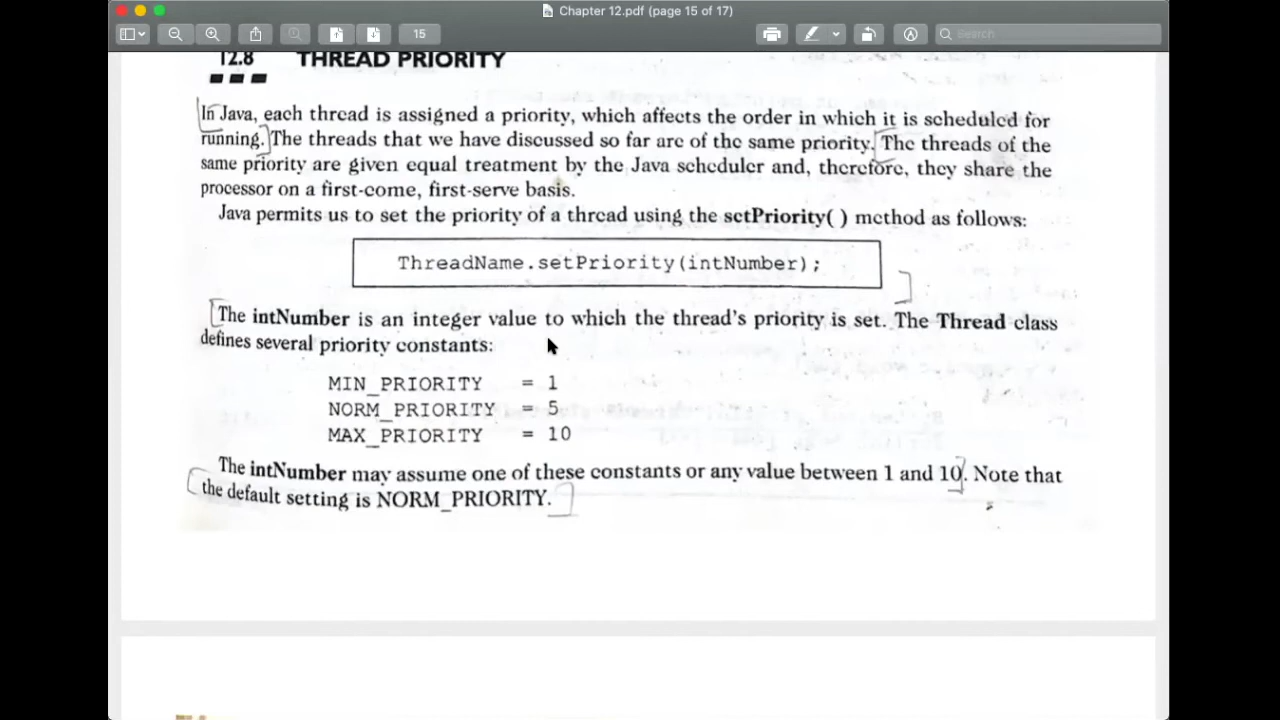 Chapter 12.pdf (page 15 of 17)
15
Search
12.8 THREAD PRIORITY
In Java, each thread is assigned a priority, which affects the order in which it is scheduled for
running. The threads that we have discussed so far are of the same priority. The threads of the
same priority are given equal treatment by the Java scheduler and, therefore, they share the
processor on a first-come, first-serve basis.
Java permits us to set the priority of a thread using the setPriority( ) method as follows:
ThreadName.setPriority(intNumber);
The intNumber is an integer value to which the thread's priority is set. The Thread class
defines several priority constants:
MIN_PRIORITY = 1
NORM_PRIORITY = 5
MAX_PRIORITY = 10
The intNumber may assume one of these constants or any value between 1 and 10. Note that
the default setting is NORM_PRIORITY.